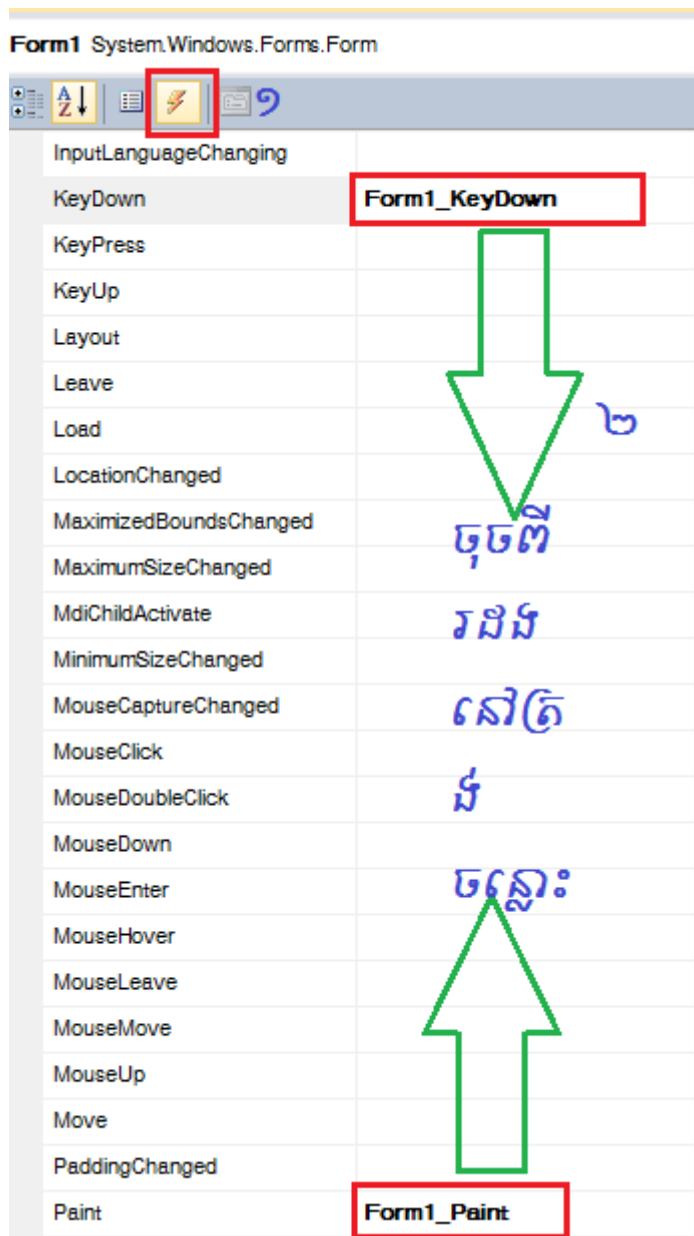 Form1 System.Windows.Forms.Form
១
InputLanguageChanging
KeyDown Form1_KeyDown
KeyPress
KeyUp
Layout
Leave
Load
២
LocationChanged
MaximizedBoundsChanged
ចុចពី
MaximumSizeChanged
MdiChildActivate
រដង
MinimumSizeChanged
MouseCaptureChanged
នៅត្រ
MouseClick
MouseDoubleClick
ង់
MouseDown
MouseEnter
ចន្លោះ
MouseHover
MouseLeave
MouseMove
MouseUp
Move
PaddingChanged
Paint Form1_Paint